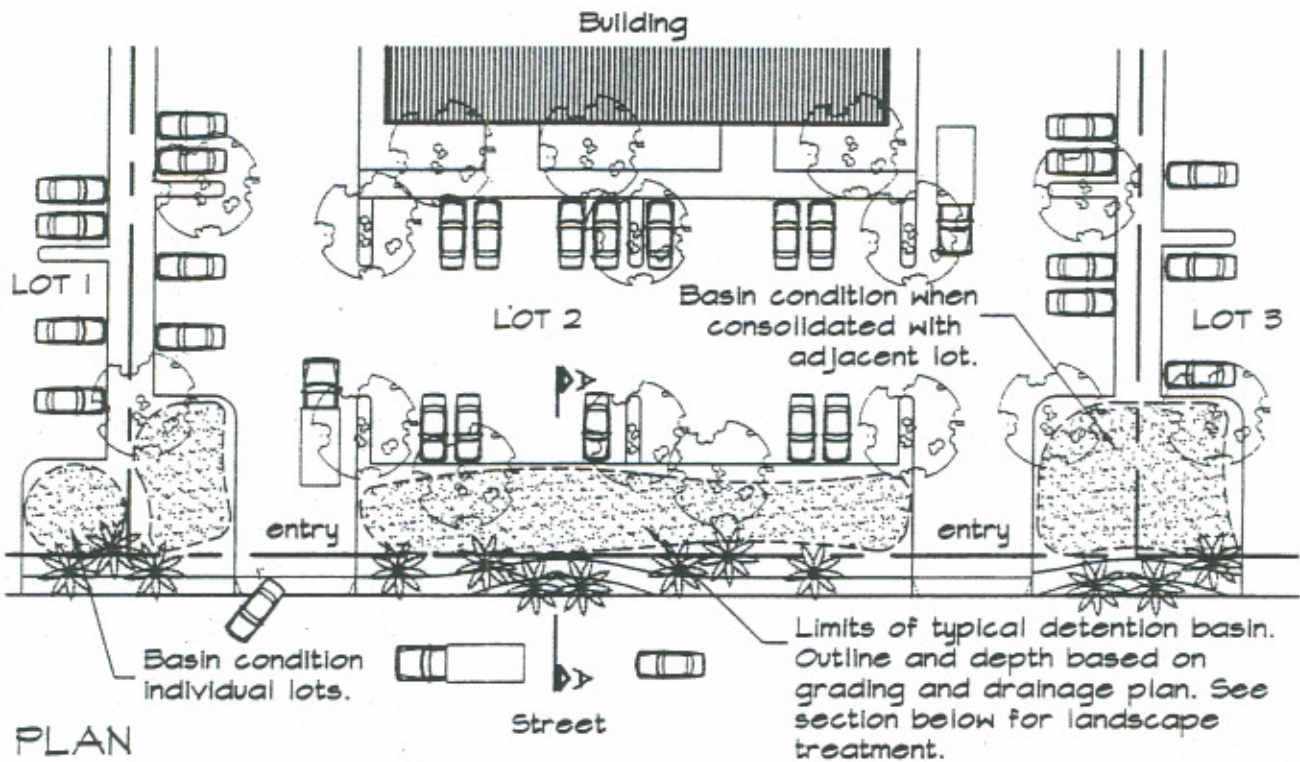 Building
LOT 1
LOT 2
Basin condition when
consolidated with
adjacent lot.
LOT 3
A
entry
entry
Basin condition
individual lots.
A
Street
Limits of typical detention basin.
Outline and depth based on
grading and drainage plan. See
section below for landscape
treatment.
PLAN